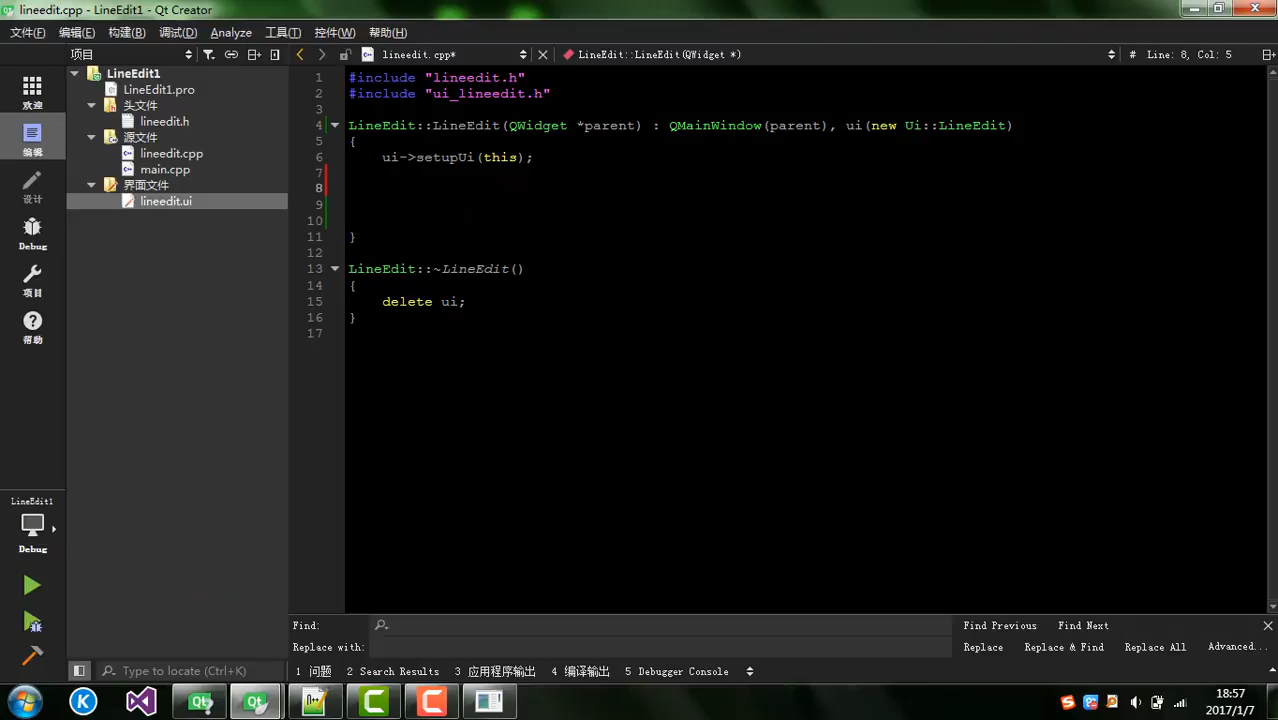 lineedit.cpp - LineEdit1 - Qt Creator
文件(F) 编辑(E) 构建(B) 调试(D) Analyze 工具(T) 控件(W) 帮助(H)
项目
lineedit.cpp*
LineEdit::LineEdit(QWidget *)
# Line: 8, Col: 5
欢迎
编辑
设计
Debug
项目
帮助
LineEdit1
Debug
LineEdit1
LineEdit1.pro
头文件
lineedit.h
源文件
lineedit.cpp
main.cpp
界面文件
lineedit.ui
1 #include "lineedit.h"
2 #include "ui_lineedit.h"
3
4 LineEdit::LineEdit(QWidget *parent) : QMainWindow(parent), ui(new Ui::LineEdit)
5 {
6 ui->setupUi(this);
7
8
9
10
11 }
12
13 LineEdit::~LineEdit()
14 {
15 delete ui;
16 }
17
Find:
Find Previous Find Next
Replace with:
Replace Replace & Find Replace All Advanced...
Type to locate (Ctrl+K)
1 问题 2 Search Results 3 应用程序输出 4 编译输出 5 Debugger Console
18:57
2017/1/7